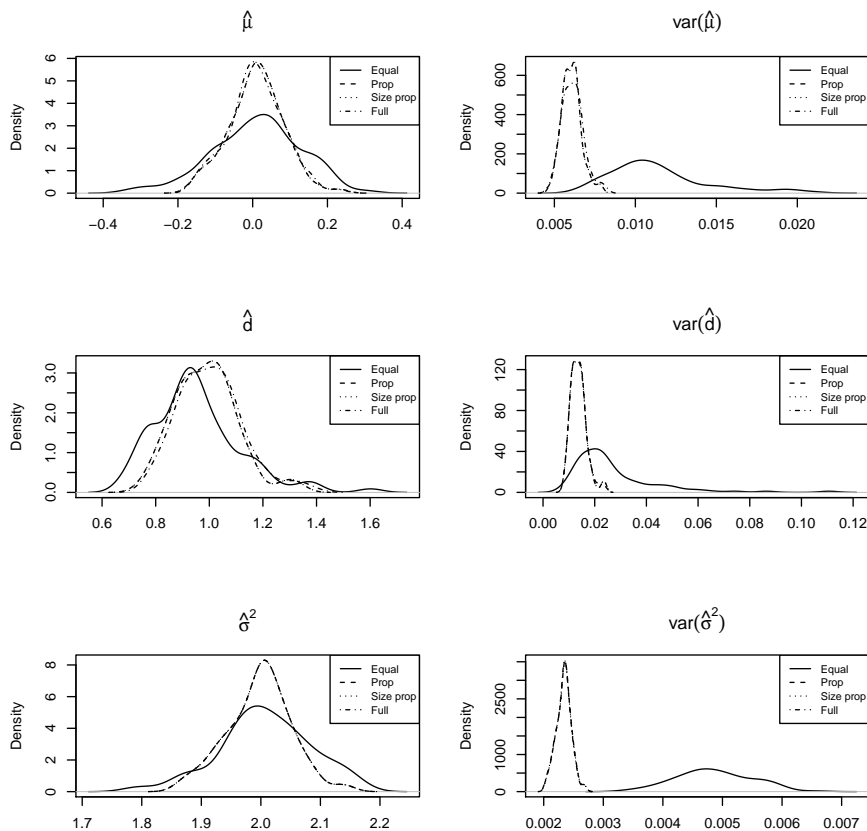 μ̂
var(μ̂)
Density
0 1 2 3 4 5 6
−0.4 −0.2 0.0 0.2 0.4
Equal
Prop
Size prop
Full
Density
0 200 400 600
0.005 0.010 0.015 0.020
Equal
Prop
Size prop
Full
d̂
var(d̂)
Density
0.0 1.0 2.0 3.0
0.6 0.8 1.0 1.2 1.4 1.6
Equal
Prop
Size prop
Full
Density
0 40 80 120
0.00 0.02 0.04 0.06 0.08 0.10 0.12
Equal
Prop
Size prop
Full
σ̂²
var(σ̂²)
Density
0 2 4 6 8
1.7 1.8 1.9 2.0 2.1 2.2
Equal
Prop
Size prop
Full
Density
0 1000 2500
0.002 0.003 0.004 0.005 0.006 0.007
Equal
Prop
Size prop
Full